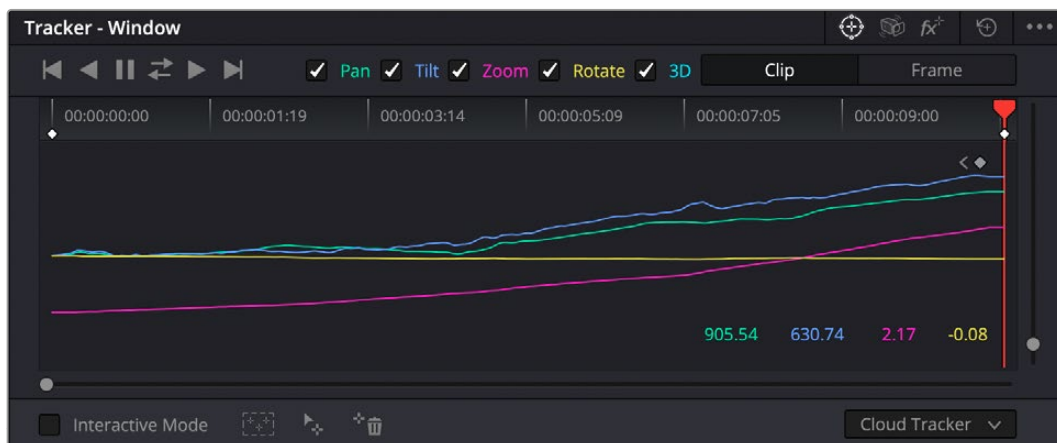 Tracker - Window
fx
Pan Tilt Zoom Rotate 3D Clip Frame
00:00:00:00 00:00:01:19 00:00:03:14 00:00:05:09 00:00:07:05 00:00:09:00
905.54 630.74 2.17 -0.08
Interactive Mode Cloud Tracker